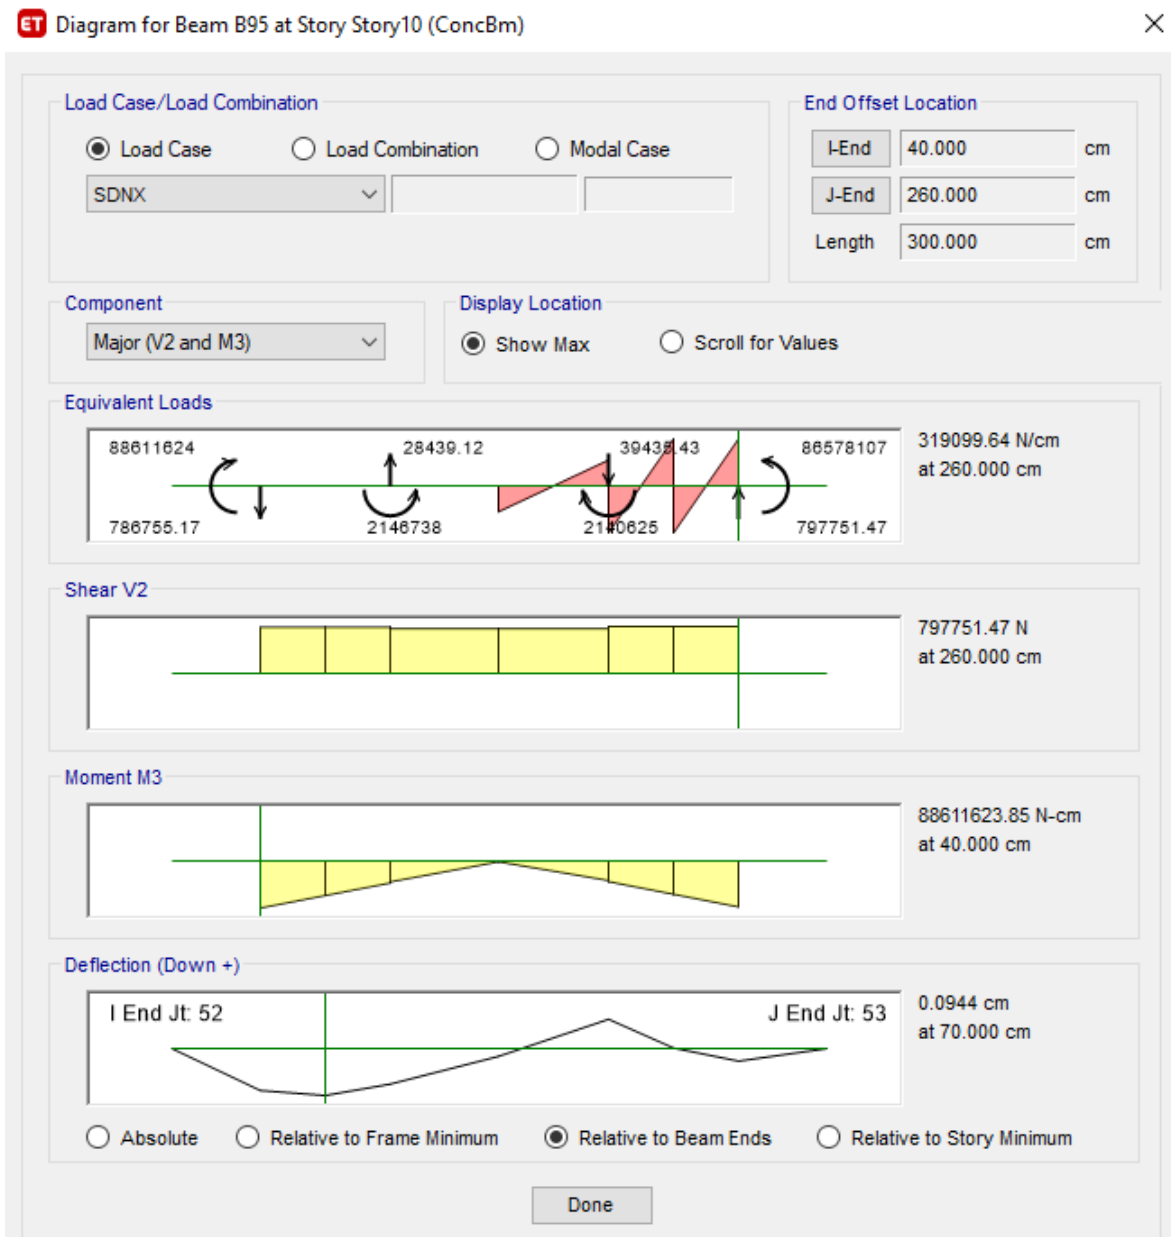 ET Diagram for Beam B95 at Story Story10 (ConcBm)
Load Case/Load Combination
Load Case Load Combination Modal Case
SDNX
End Offset Location
I-End 40.000 cm
J-End 260.000 cm
Length 300.000 cm
Component
Major (V2 and M3)
Display Location
Show Max Scroll for Values
Equivalent Loads
88611624 28439.12 39435.43 86578107
786755.17 2146738 2140625 797751.47
319099.64 N/cm
at 260.000 cm
Shear V2
797751.47 N
at 260.000 cm
Moment M3
88611623.85 N-cm
at 40.000 cm
Deflection (Down +)
I End Jt: 52 J End Jt: 53
0.0944 cm
at 70.000 cm
Absolute Relative to Frame Minimum Relative to Beam Ends Relative to Story Minimum
Done